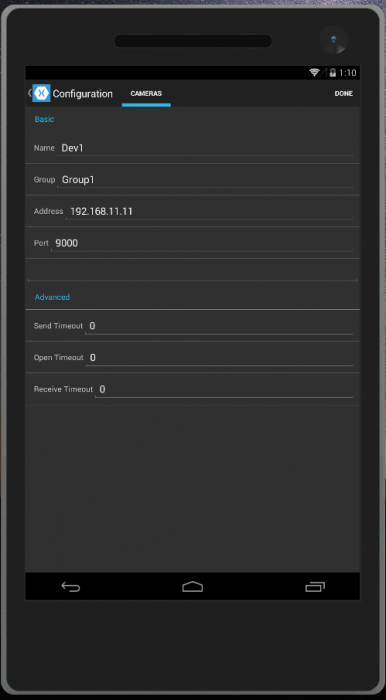 1:10
Configuration CAMERAS DONE
Basic
Name Dev1
Group Group1
Address 192.168.11.11
Port 9000
Advanced
Send Timeout 0
Open Timeout 0
Receive Timeout 0